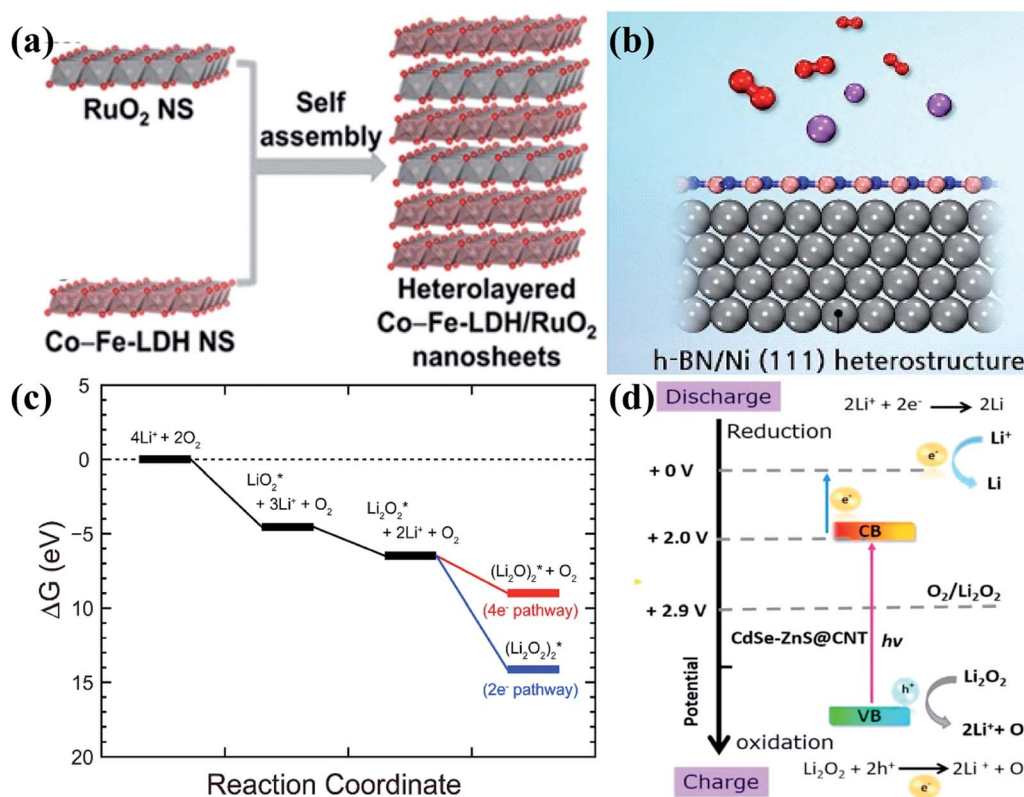 (a)
RuO₂ NS
Self
assembly
Co–Fe-LDH NS
Heterolayered
Co–Fe-LDH/RuO₂
nanosheets
(b)
h-BN/Ni (111) heterostructure
(c)
5
0
−5
10
15
20
ΔG (eV)
4Li⁺ + 2O₂
LiO₂*
+ 3Li⁺ + O₂
Li₂O₂*
+ 2Li⁺ + O₂
(Li₂O)₂* + O₂
(4e⁻ pathway)
(Li₂O₂)₂*
(2e⁻ pathway)
Reaction Coordinate
(d)
Discharge
2Li⁺ + 2e⁻ → 2Li
Reduction
Li⁺
e⁻
Li
+ 0 V
e⁻
CB
+ 2.0 V
O₂/Li₂O₂
+ 2.9 V
CdSe-ZnS@CNT
hν
Potential
h⁺
Li₂O₂
VB
2Li⁺+ O
oxidation
Li₂O₂ + 2h⁺ → 2Li⁺ + O
e⁻
Charge